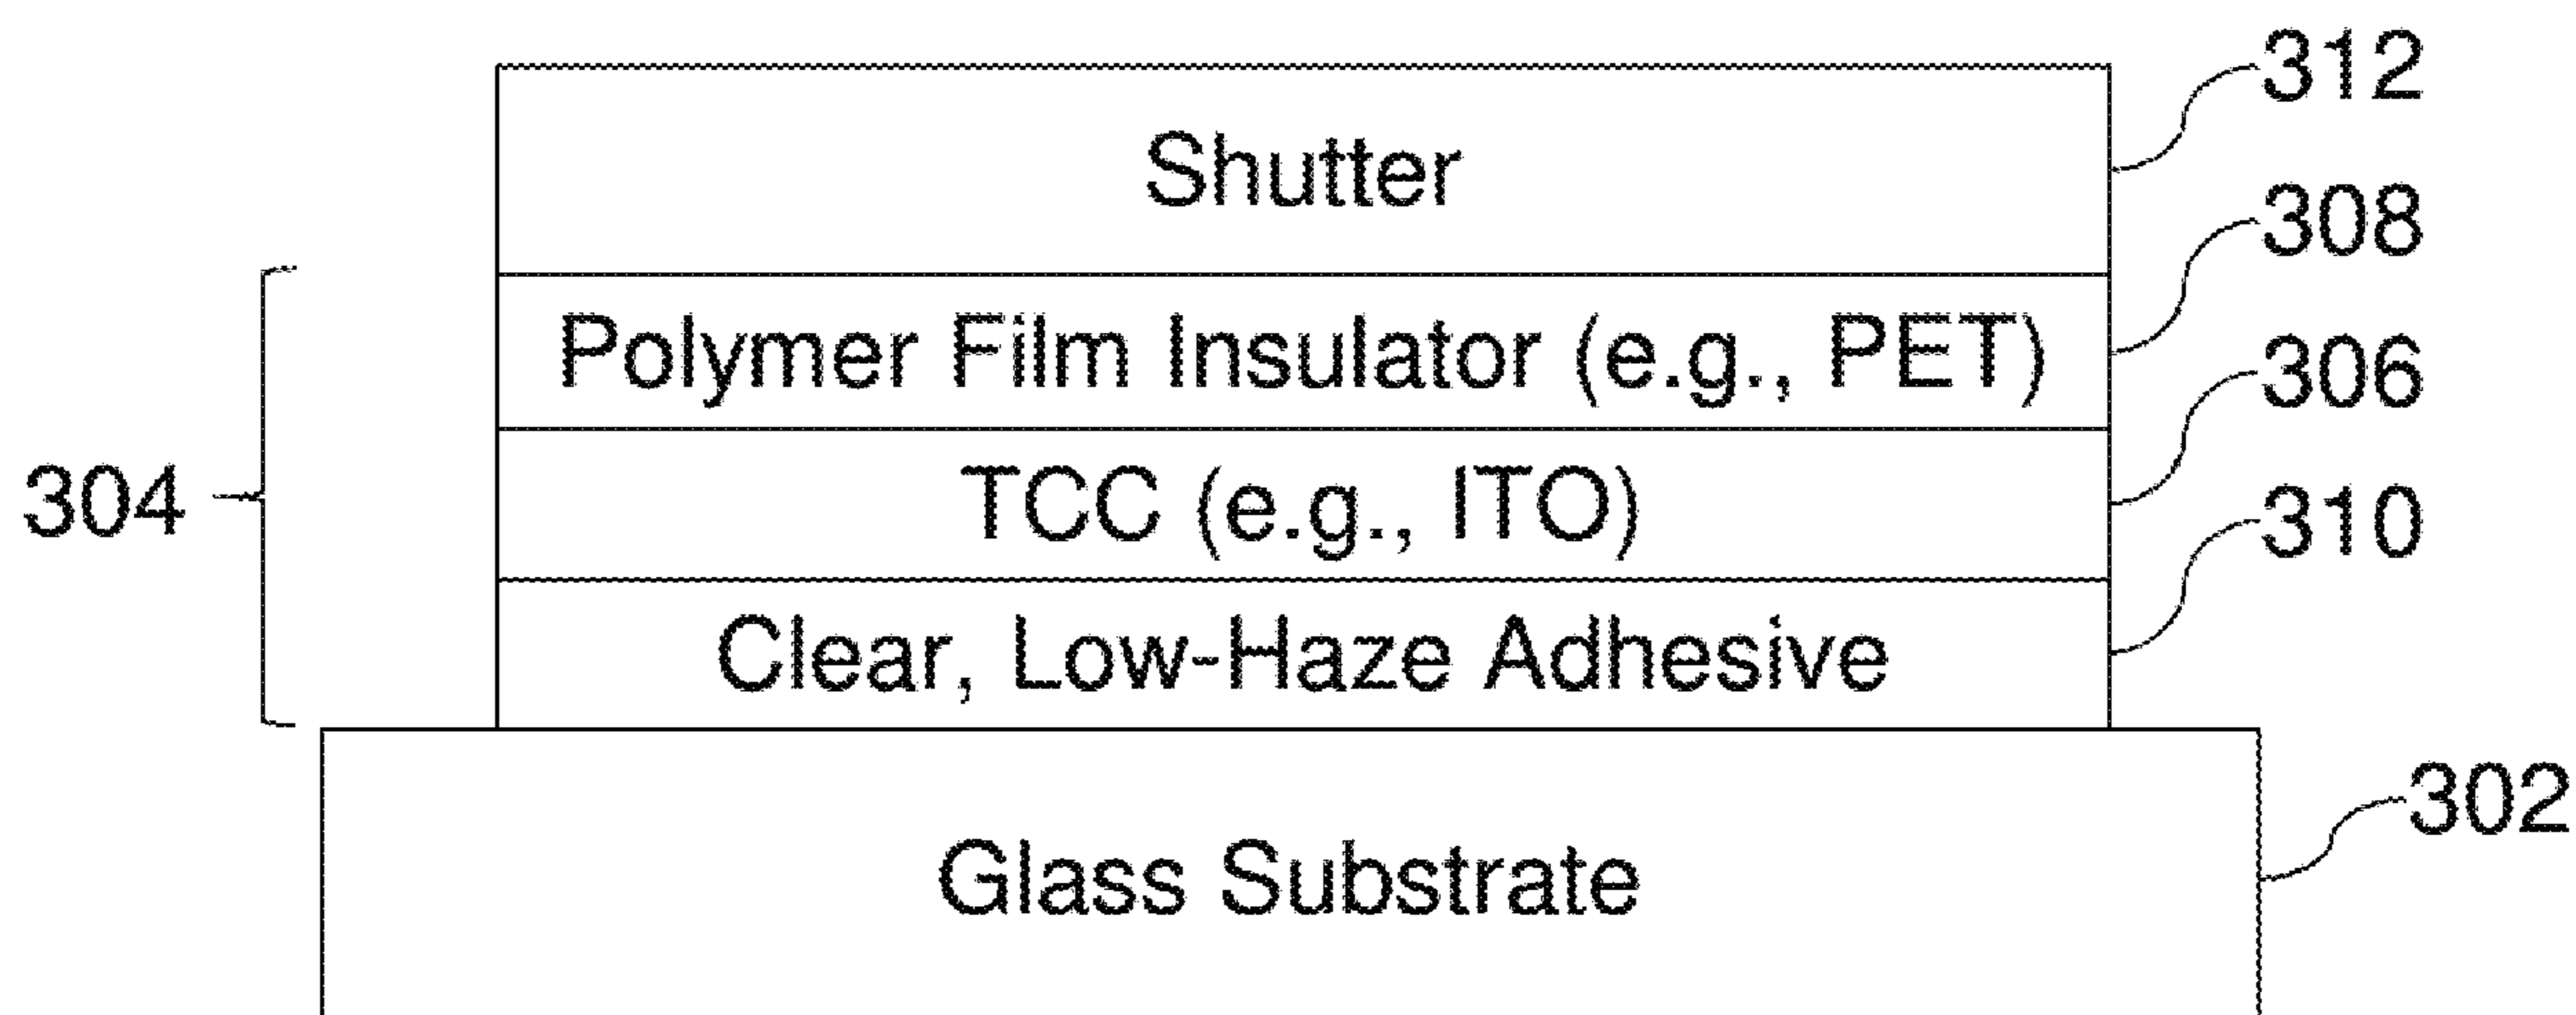 312
Shutter
308
Polymer Film Insulator (e.g., PET)
306
304
TCC (e.g., ITO)
310
Clear, Low-Haze Adhesive
302
Glass Substrate